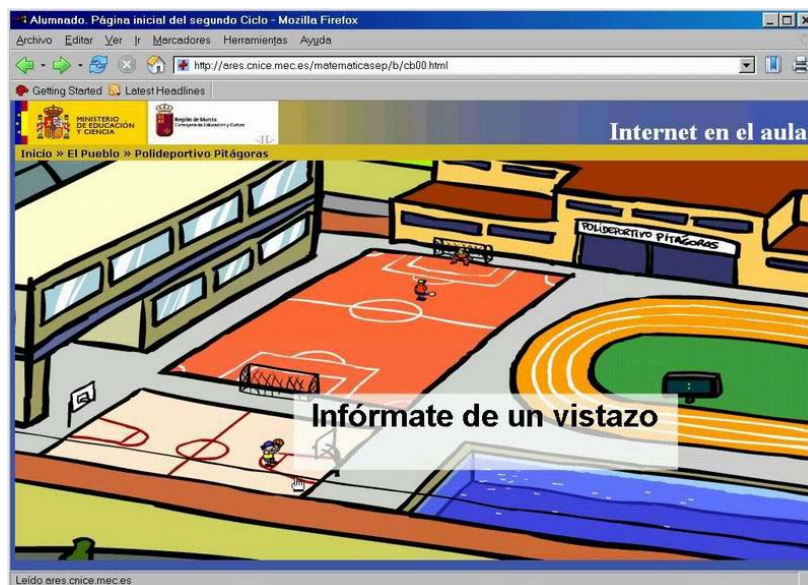 Alumnado. Página inicial del segundo Ciclo - Mozilla Firefox
Archivo Editar Ver Ir Marcadores Herramientas Ayuda
http://ares.cnice.mec.es/matematicasep/b/cb00.html
Getting Started Latest Headlines
MINISTERIO
DE EDUCACIÓN
Y CIENCIA
Región de Murcia
Internet en el aula
Inicio » El Pueblo » Polideportivo Pitágoras
POLIDEPORTIVO PITÁGORAS
Infórmate de un vistazo
Leído ares.cnice.mec.es